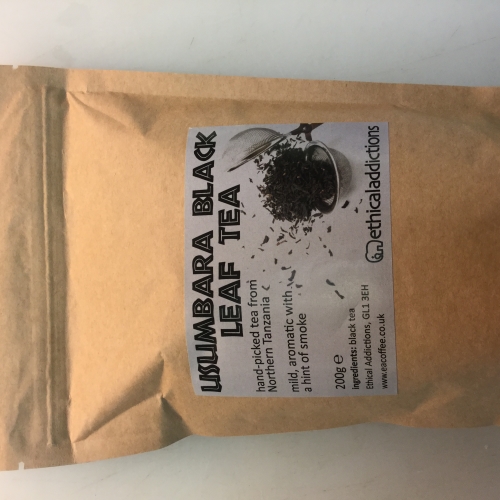 USUMBARA BLACK
LEAF TEA
hand-picked tea from
Northern Tanzania
mild, aromatic with
a hint of smoke
200g e
ingredients: black tea
Ethical Addictions, GL1 3EH
www.eacoffee.co.uk
ethicaladdictions